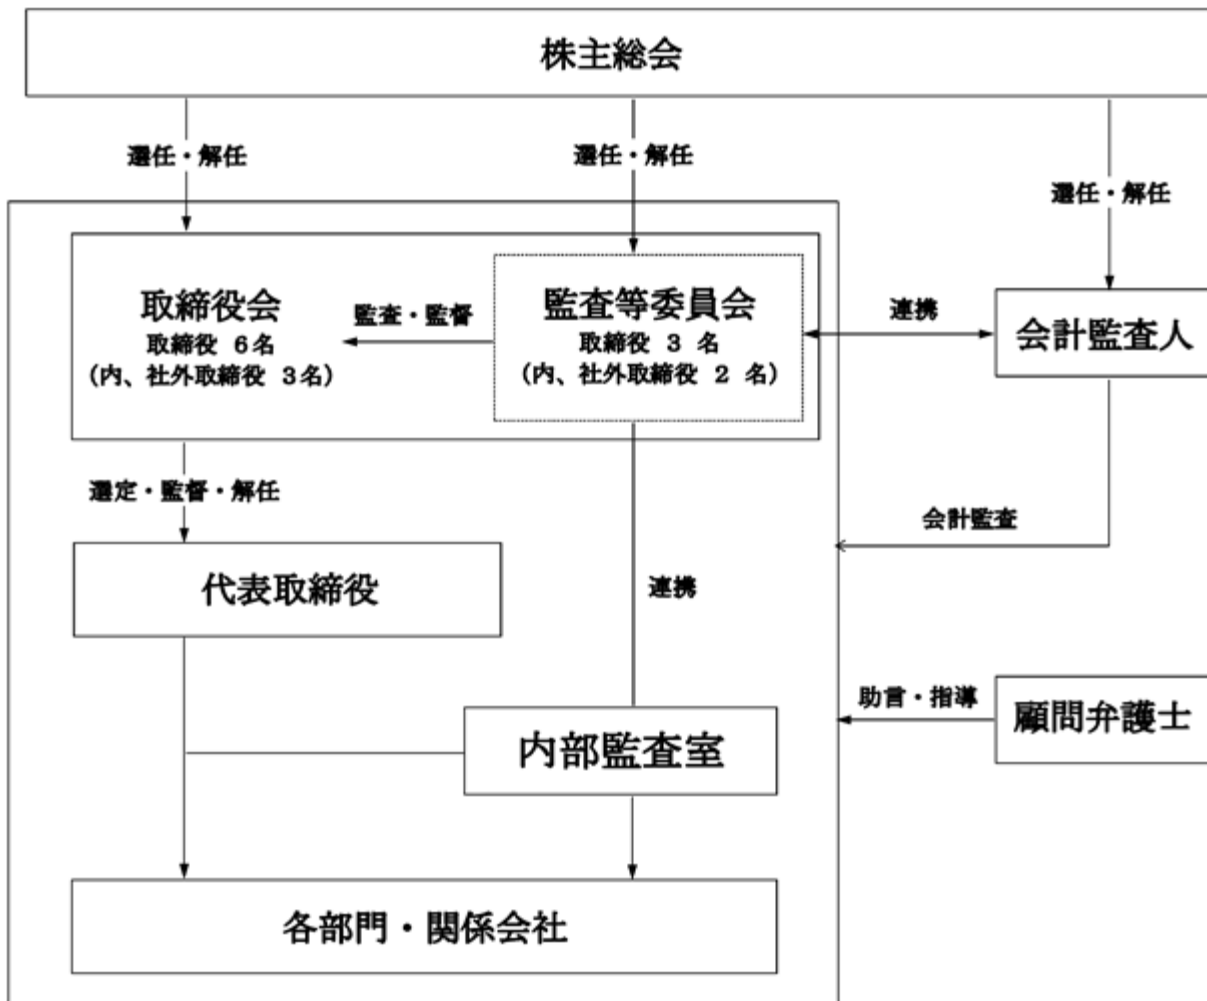 株主総会
選任・解任
選任・解任
選任・解任
取締役会
取締役 6名
(内、社外取締役 3名)
監査・監督
監査等委員会
取締役 3 名
(内、社外取締役 2 名)
連携
会計監査人
選定・監督・解任
会計監査
代表取締役
連携
助言・指導
顧問弁護士
内部監査室
各部門・関係会社